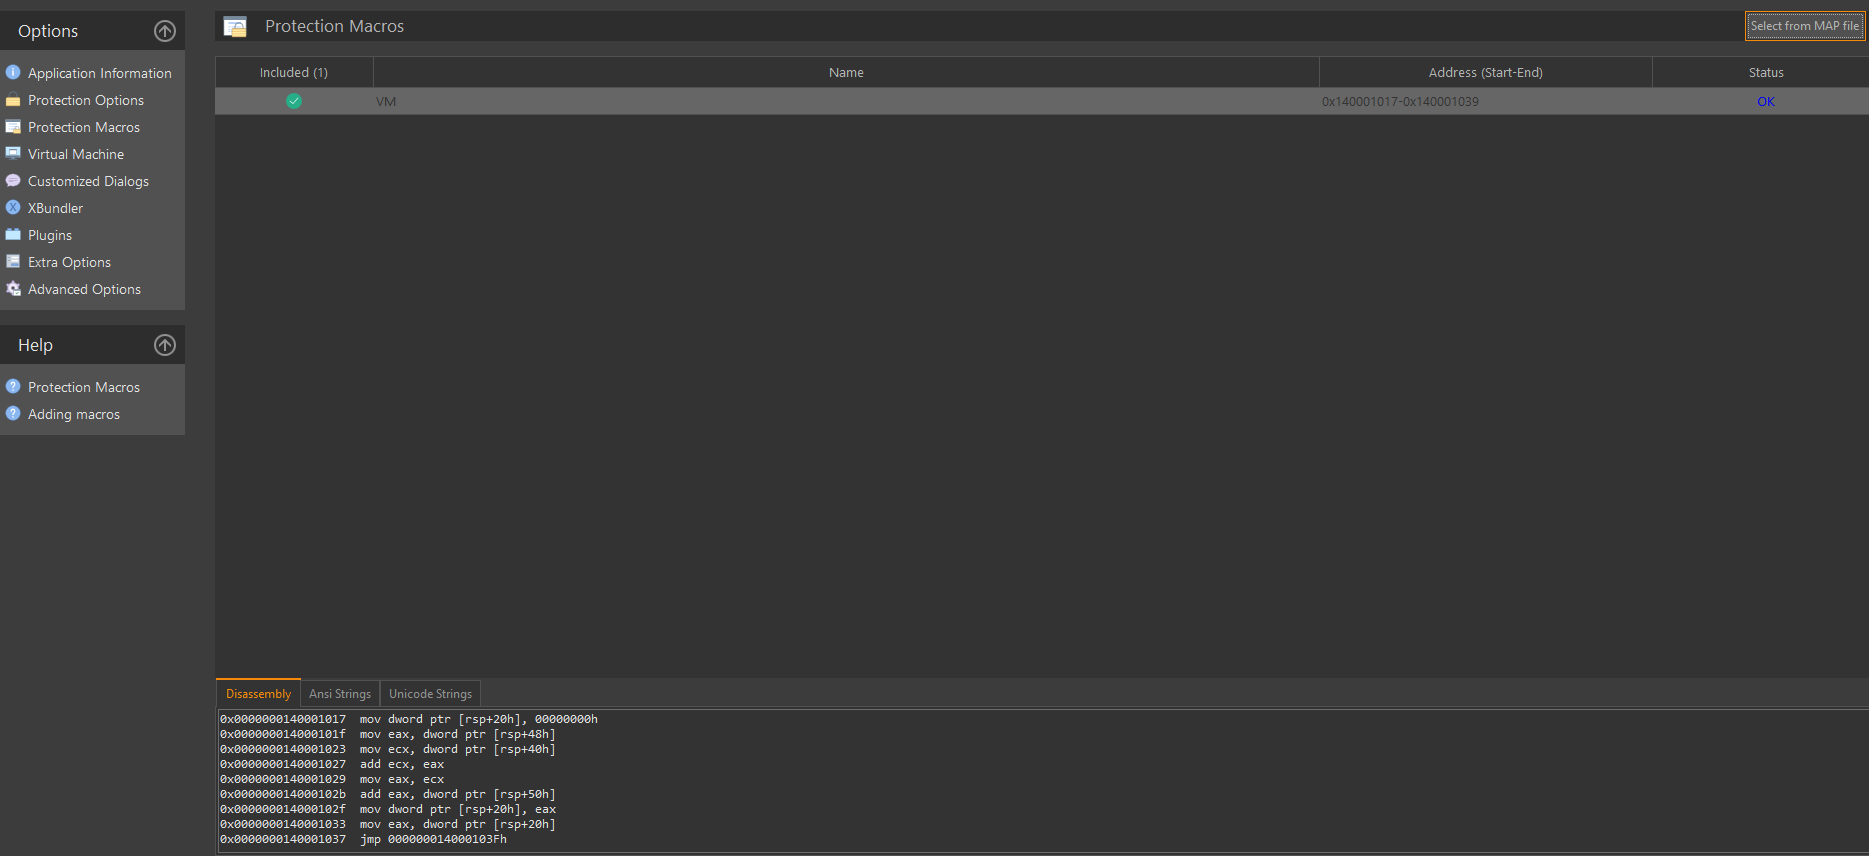 Options
Application Information
Protection Options
Protection Macros
Virtual Machine
Customized Dialogs
XBundler
Plugins
Extra Options
Advanced Options
Help
Protection Macros
Adding macros
Protection Macros
Select from MAP file
Included (1) Name Address (Start-End) Status
VM 0x140001017-0x140001039 OK
Disassembly Ansi Strings Unicode Strings
0x0000000140001017 mov dword ptr [rsp+20h], 00000000h
0x000000014000101f mov eax, dword ptr [rsp+48h]
0x0000000140001023 mov ecx, dword ptr [rsp+40h]
0x0000000140001027 add ecx, eax
0x0000000140001029 mov eax, ecx
0x000000014000102b add eax, dword ptr [rsp+50h]
0x000000014000102f mov dword ptr [rsp+20h], eax
0x0000000140001033 mov eax, dword ptr [rsp+20h]
0x0000000140001037 jmp 000000014000103Fh